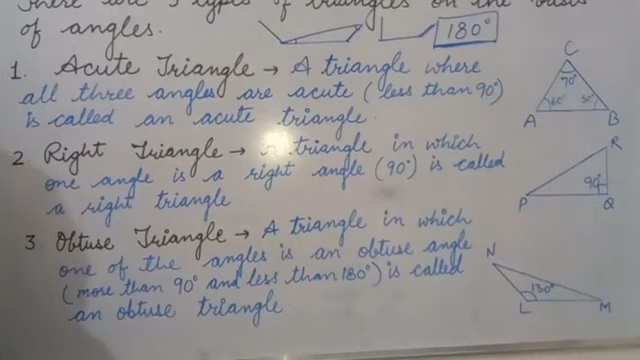 There are 3 types of triangles on the basis
of angles.
180°
1. Acute Triangle → A triangle where
all three angles are acute (less than 90°)
is called an acute triangle.
C
70°
60° 50°
A B
2. Right Triangle → A triangle in which
one angle is a right angle (90°) is called
a right triangle
R
90°
P Q
3. Obtuse Triangle → A triangle in which
one of the angles is an obtuse angle
(more than 90° and less than 180°) is called
an obtuse triangle
N
130°
L M